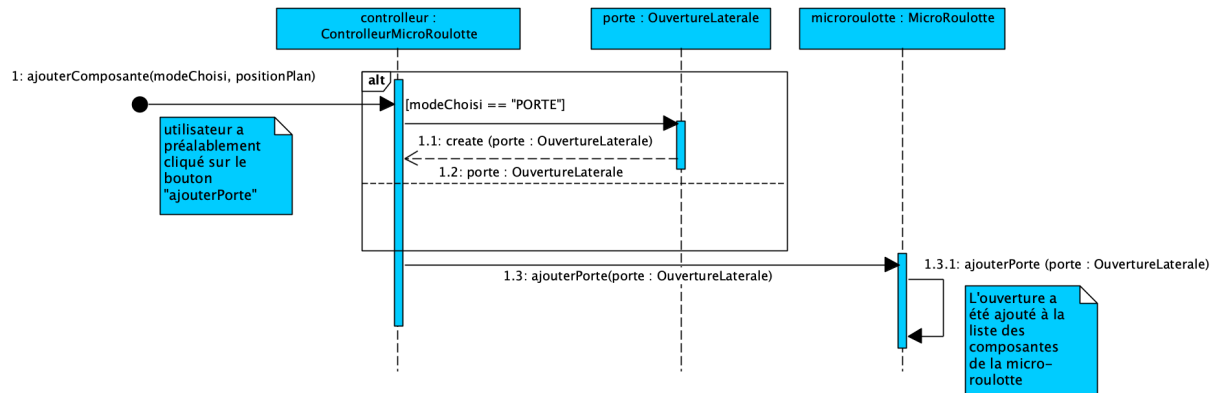 controlleur :
ControlleurMicroRoulotte
porte : OuvertureLaterale
microroulotte : MicroRoulotte
1: ajouterComposante(modeChoisi, positionPlan)
alt
[modeChoisi == "PORTE"]
utilisateur a
préalablement
cliqué sur le
bouton
"ajouterPorte"
1.1: create (porte : OuvertureLaterale)
1.2: porte : OuvertureLaterale
1.3: ajouterPorte(porte : OuvertureLaterale)
1.3.1: ajouterPorte (porte : OuvertureLaterale)
L'ouverture a
été ajouté à la
liste des
composantes
de la micro-
roulotte